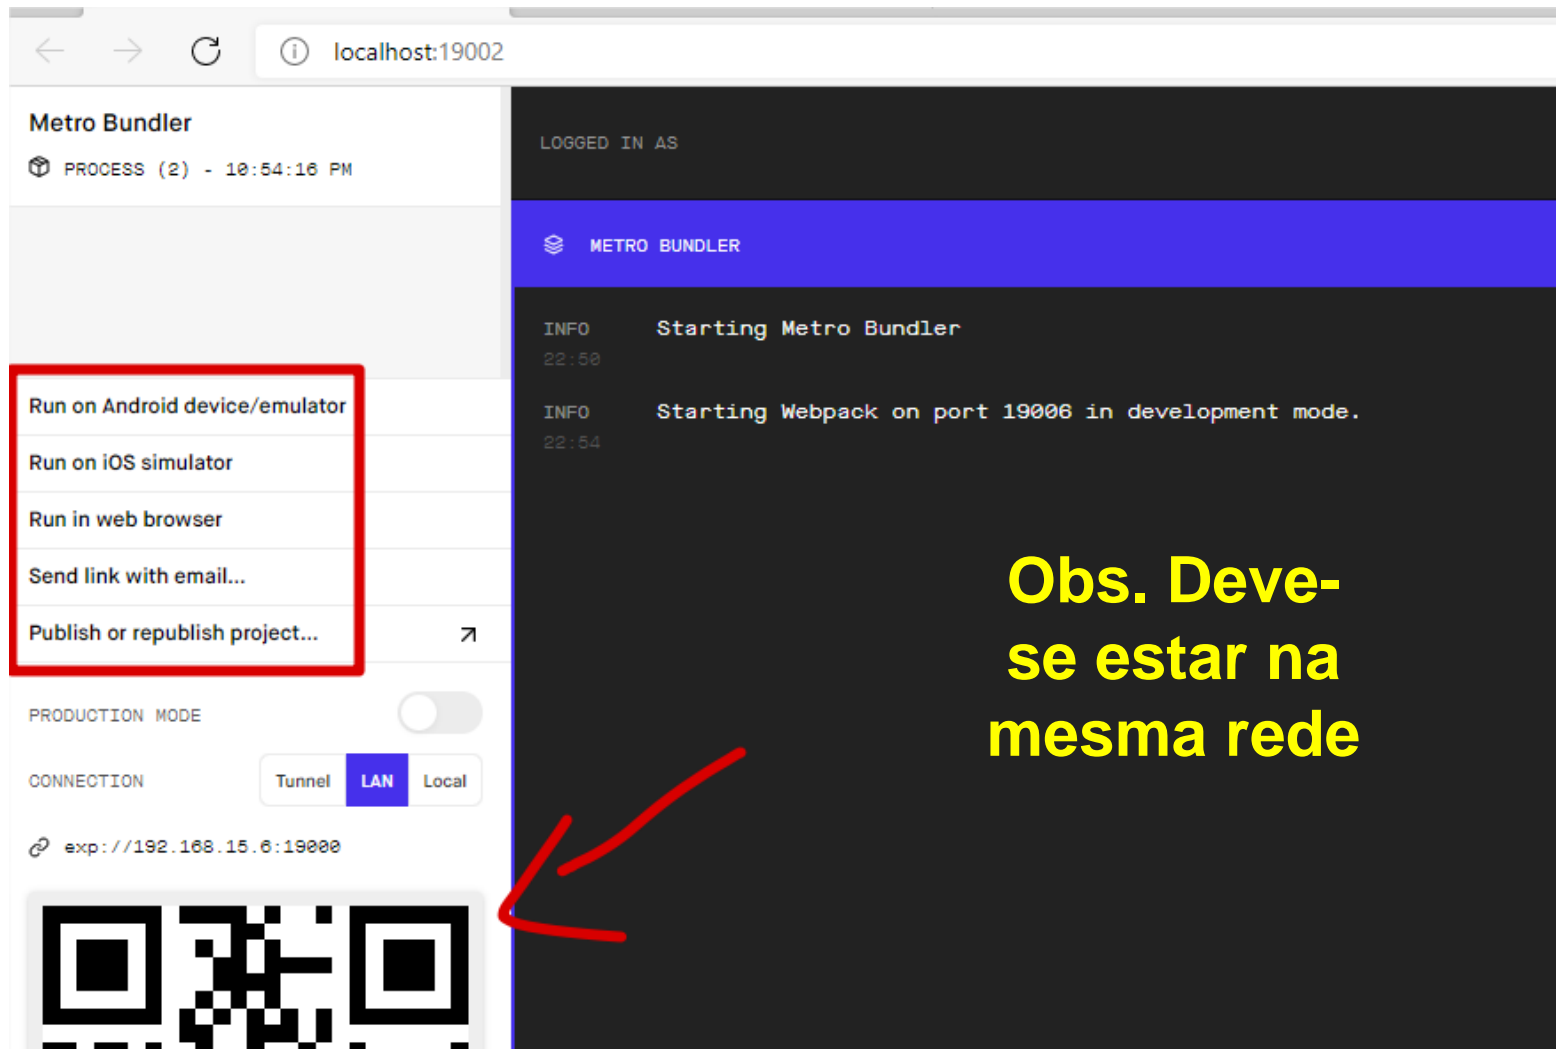 localhost:19002
Metro Bundler
PROCESS (2) - 10:54:16 PM
Run on Android device/emulator
Run on iOS simulator
Run in web browser
Send link with email...
Publish or republish project...
PRODUCTION MODE
CONNECTION
Tunnel LAN Local
exp://192.168.15.6:19000
LOGGED IN AS
METRO BUNDLER
INFO Starting Metro Bundler
22:50
INFO Starting Webpack on port 19006 in development mode.
22:54
Obs. Deve-
se estar na
mesma rede